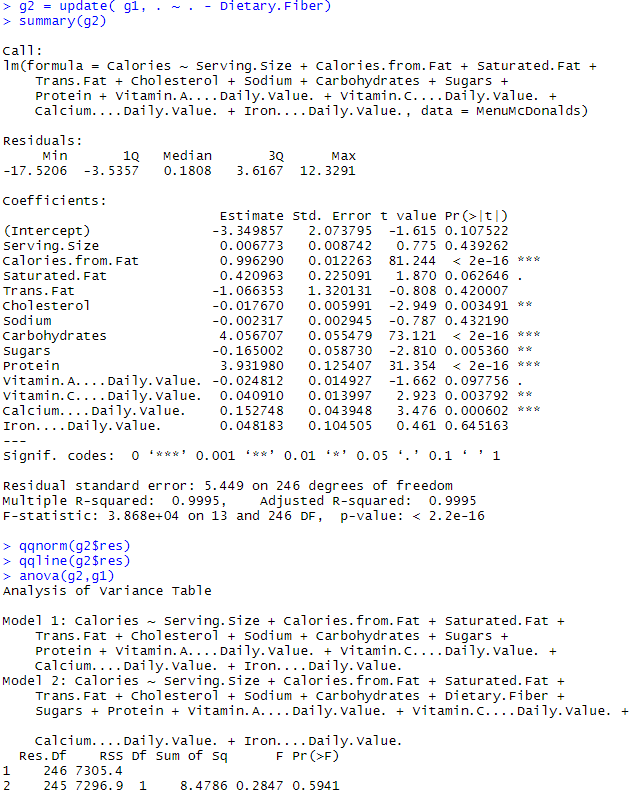 > g2 = update( g1, . ~ . - Dietary.Fiber)
> summary(g2)
Call:
lm(formula = Calories ~ Serving.Size + Calories.from.Fat + Saturated.Fat +
    Trans.Fat + Cholesterol + Sodium + Carbohydrates + Sugars +
    Protein + Vitamin.A....Daily.Value. + Vitamin.C....Daily.Value. +
    Calcium....Daily.Value. + Iron....Daily.Value., data = MenuMcDonalds)
Residuals:
     Min       1Q   Median       3Q      Max
-17.5206  -3.5357   0.1808   3.6167  12.3291
Coefficients:
                           Estimate Std. Error t value Pr(>|t|)
(Intercept)               -3.349857   2.073795  -1.615 0.107522
Serving.Size               0.006773   0.008742   0.775 0.439262
Calories.from.Fat          0.996290   0.012263  81.244  < 2e-16 ***
Saturated.Fat              0.420963   0.225091   1.870 0.062646 .
Trans.Fat                 -1.066353   1.320131  -0.808 0.420007
Cholesterol               -0.017670   0.005991  -2.949 0.003491 **
Sodium                    -0.002317   0.002945  -0.787 0.432190
Carbohydrates              4.056707   0.055479  73.121  < 2e-16 ***
Sugars                    -0.165002   0.058730  -2.810 0.005360 **
Protein                    3.931980   0.125407  31.354  < 2e-16 ***
Vitamin.A....Daily.Value. -0.024812   0.014927  -1.662 0.097756 .
Vitamin.C....Daily.Value.  0.040910   0.013997   2.923 0.003792 **
Calcium....Daily.Value.    0.152748   0.043948   3.476 0.000602 ***
Iron....Daily.Value.       0.048183   0.104505   0.461 0.645163
---
Signif. codes:  0 ‘***’ 0.001 ‘**’ 0.01 ‘*’ 0.05 ‘.’ 0.1 ‘ ’ 1
Residual standard error: 5.449 on 246 degrees of freedom
Multiple R-squared:  0.9995,    Adjusted R-squared:  0.9995
F-statistic: 3.868e+04 on 13 and 246 DF,  p-value: < 2.2e-16
> qqnorm(g2$res)
> qqline(g2$res)
> anova(g2,g1)
Analysis of Variance Table
Model 1: Calories ~ Serving.Size + Calories.from.Fat + Saturated.Fat +
    Trans.Fat + Cholesterol + Sodium + Carbohydrates + Sugars +
    Protein + Vitamin.A....Daily.Value. + Vitamin.C....Daily.Value. +
    Calcium....Daily.Value. + Iron....Daily.Value.
Model 2: Calories ~ Serving.Size + Calories.from.Fat + Saturated.Fat +
    Trans.Fat + Cholesterol + Sodium + Carbohydrates + Dietary.Fiber +
    Sugars + Protein + Vitamin.A....Daily.Value. + Vitamin.C....Daily.Value. +
    Calcium....Daily.Value. + Iron....Daily.Value.
  Res.Df    RSS Df Sum of Sq      F Pr(>F)
1    246 7305.4
2    245 7296.9  1    8.4786 0.2847 0.5941